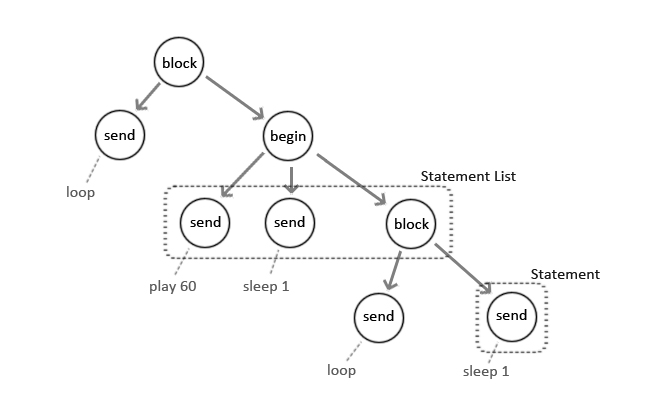 block
send
begin
loop
Statement List
send
send
block
play 60
sleep 1
Statement
send
send
loop
sleep 1